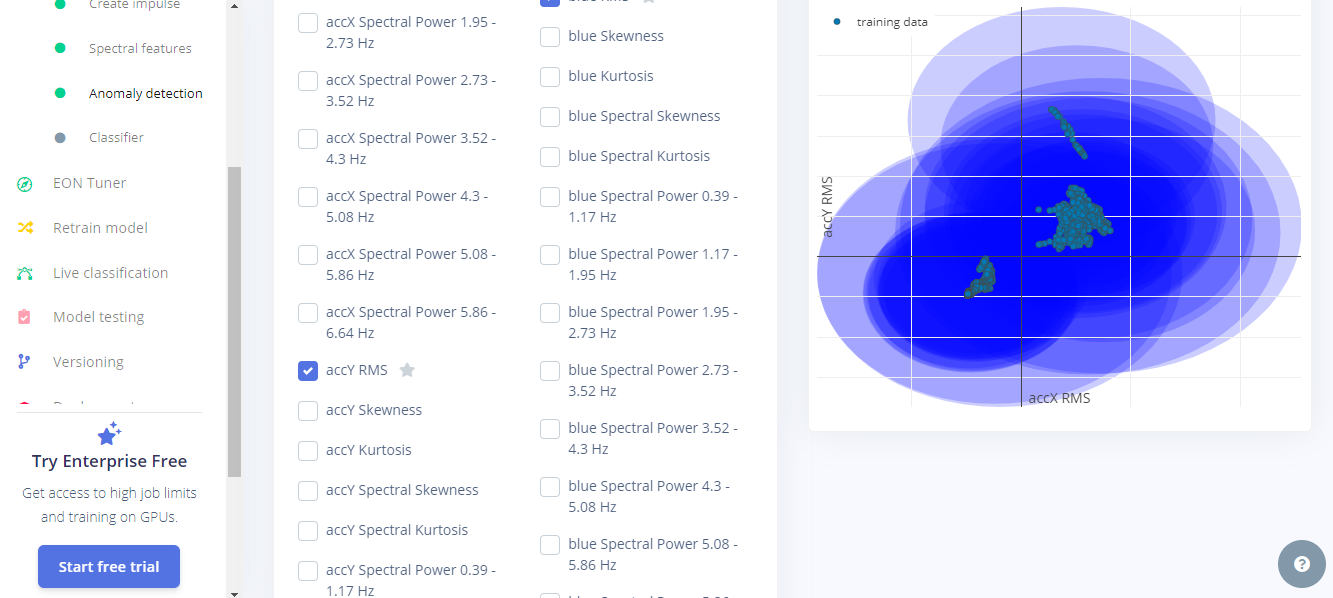 Create impulse
Spectral features
Anomaly detection
Classifier
EON Tuner
Retrain model
Live classification
Model testing
Versioning
Try Enterprise Free
Get access to high job limits
and training on GPUs.
Start free trial
accX Spectral Power 1.95 -
2.73 Hz
accX Spectral Power 2.73 -
3.52 Hz
accX Spectral Power 3.52 -
4.3 Hz
accX Spectral Power 4.3 -
5.08 Hz
accX Spectral Power 5.08 -
5.86 Hz
accX Spectral Power 5.86 -
6.64 Hz
accY RMS
accY Skewness
accY Kurtosis
accY Spectral Skewness
accY Spectral Kurtosis
accY Spectral Power 0.39 -
1.17 Hz
blue RMS
blue Skewness
blue Kurtosis
blue Spectral Skewness
blue Spectral Kurtosis
blue Spectral Power 0.39 -
1.17 Hz
blue Spectral Power 1.17 -
1.95 Hz
blue Spectral Power 1.95 -
2.73 Hz
blue Spectral Power 2.73 -
3.52 Hz
blue Spectral Power 3.52 -
4.3 Hz
blue Spectral Power 4.3 -
5.08 Hz
blue Spectral Power 5.08 -
5.86 Hz
training data
accY RMS
accX RMS
?